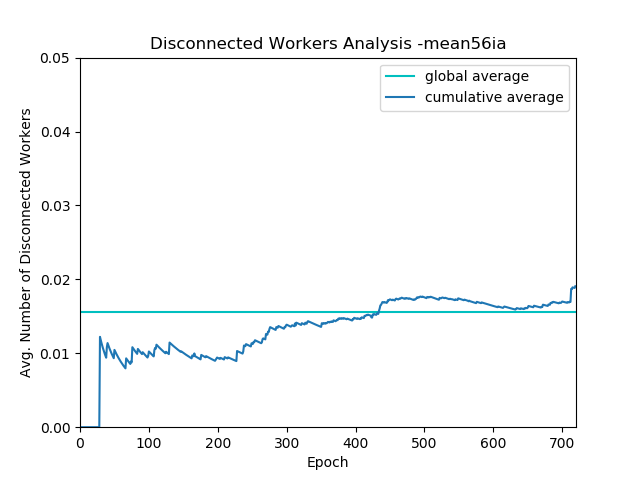 Disconnected Workers Analysis -mean56ia
global average
cumulative average
Avg. Number of Disconnected Workers
0.05
0.04
0.03
0.02
0.01
0.00
0 100 200 300 400 500 600 700
Epoch